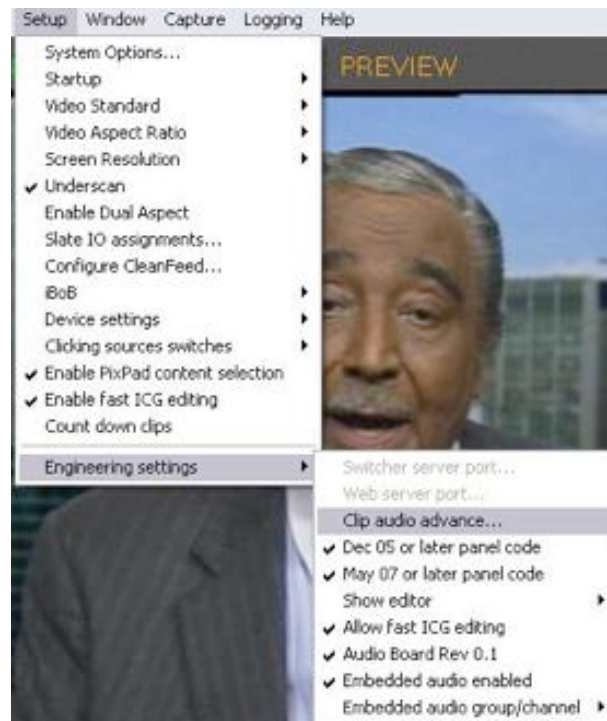 Setup Window Capture Logging Help
PREVIEW
System Options...
Startup
Video Standard
Video Aspect Ratio
Screen Resolution
Underscan
Enable Dual Aspect
Slate IO assignments...
Configure CleanFeed...
iBoB
Device settings
Clicking sources switches
Enable PixPad content selection
Enable fast ICG editing
Count down clips
Engineering settings
Switcher server port...
Web server port...
Clip audio advance...
Dec 05 or later panel code
May 07 or later panel code
Show editor
Allow fast ICG editing
Audio Board Rev 0.1
Embedded audio enabled
Embedded audio group/channel